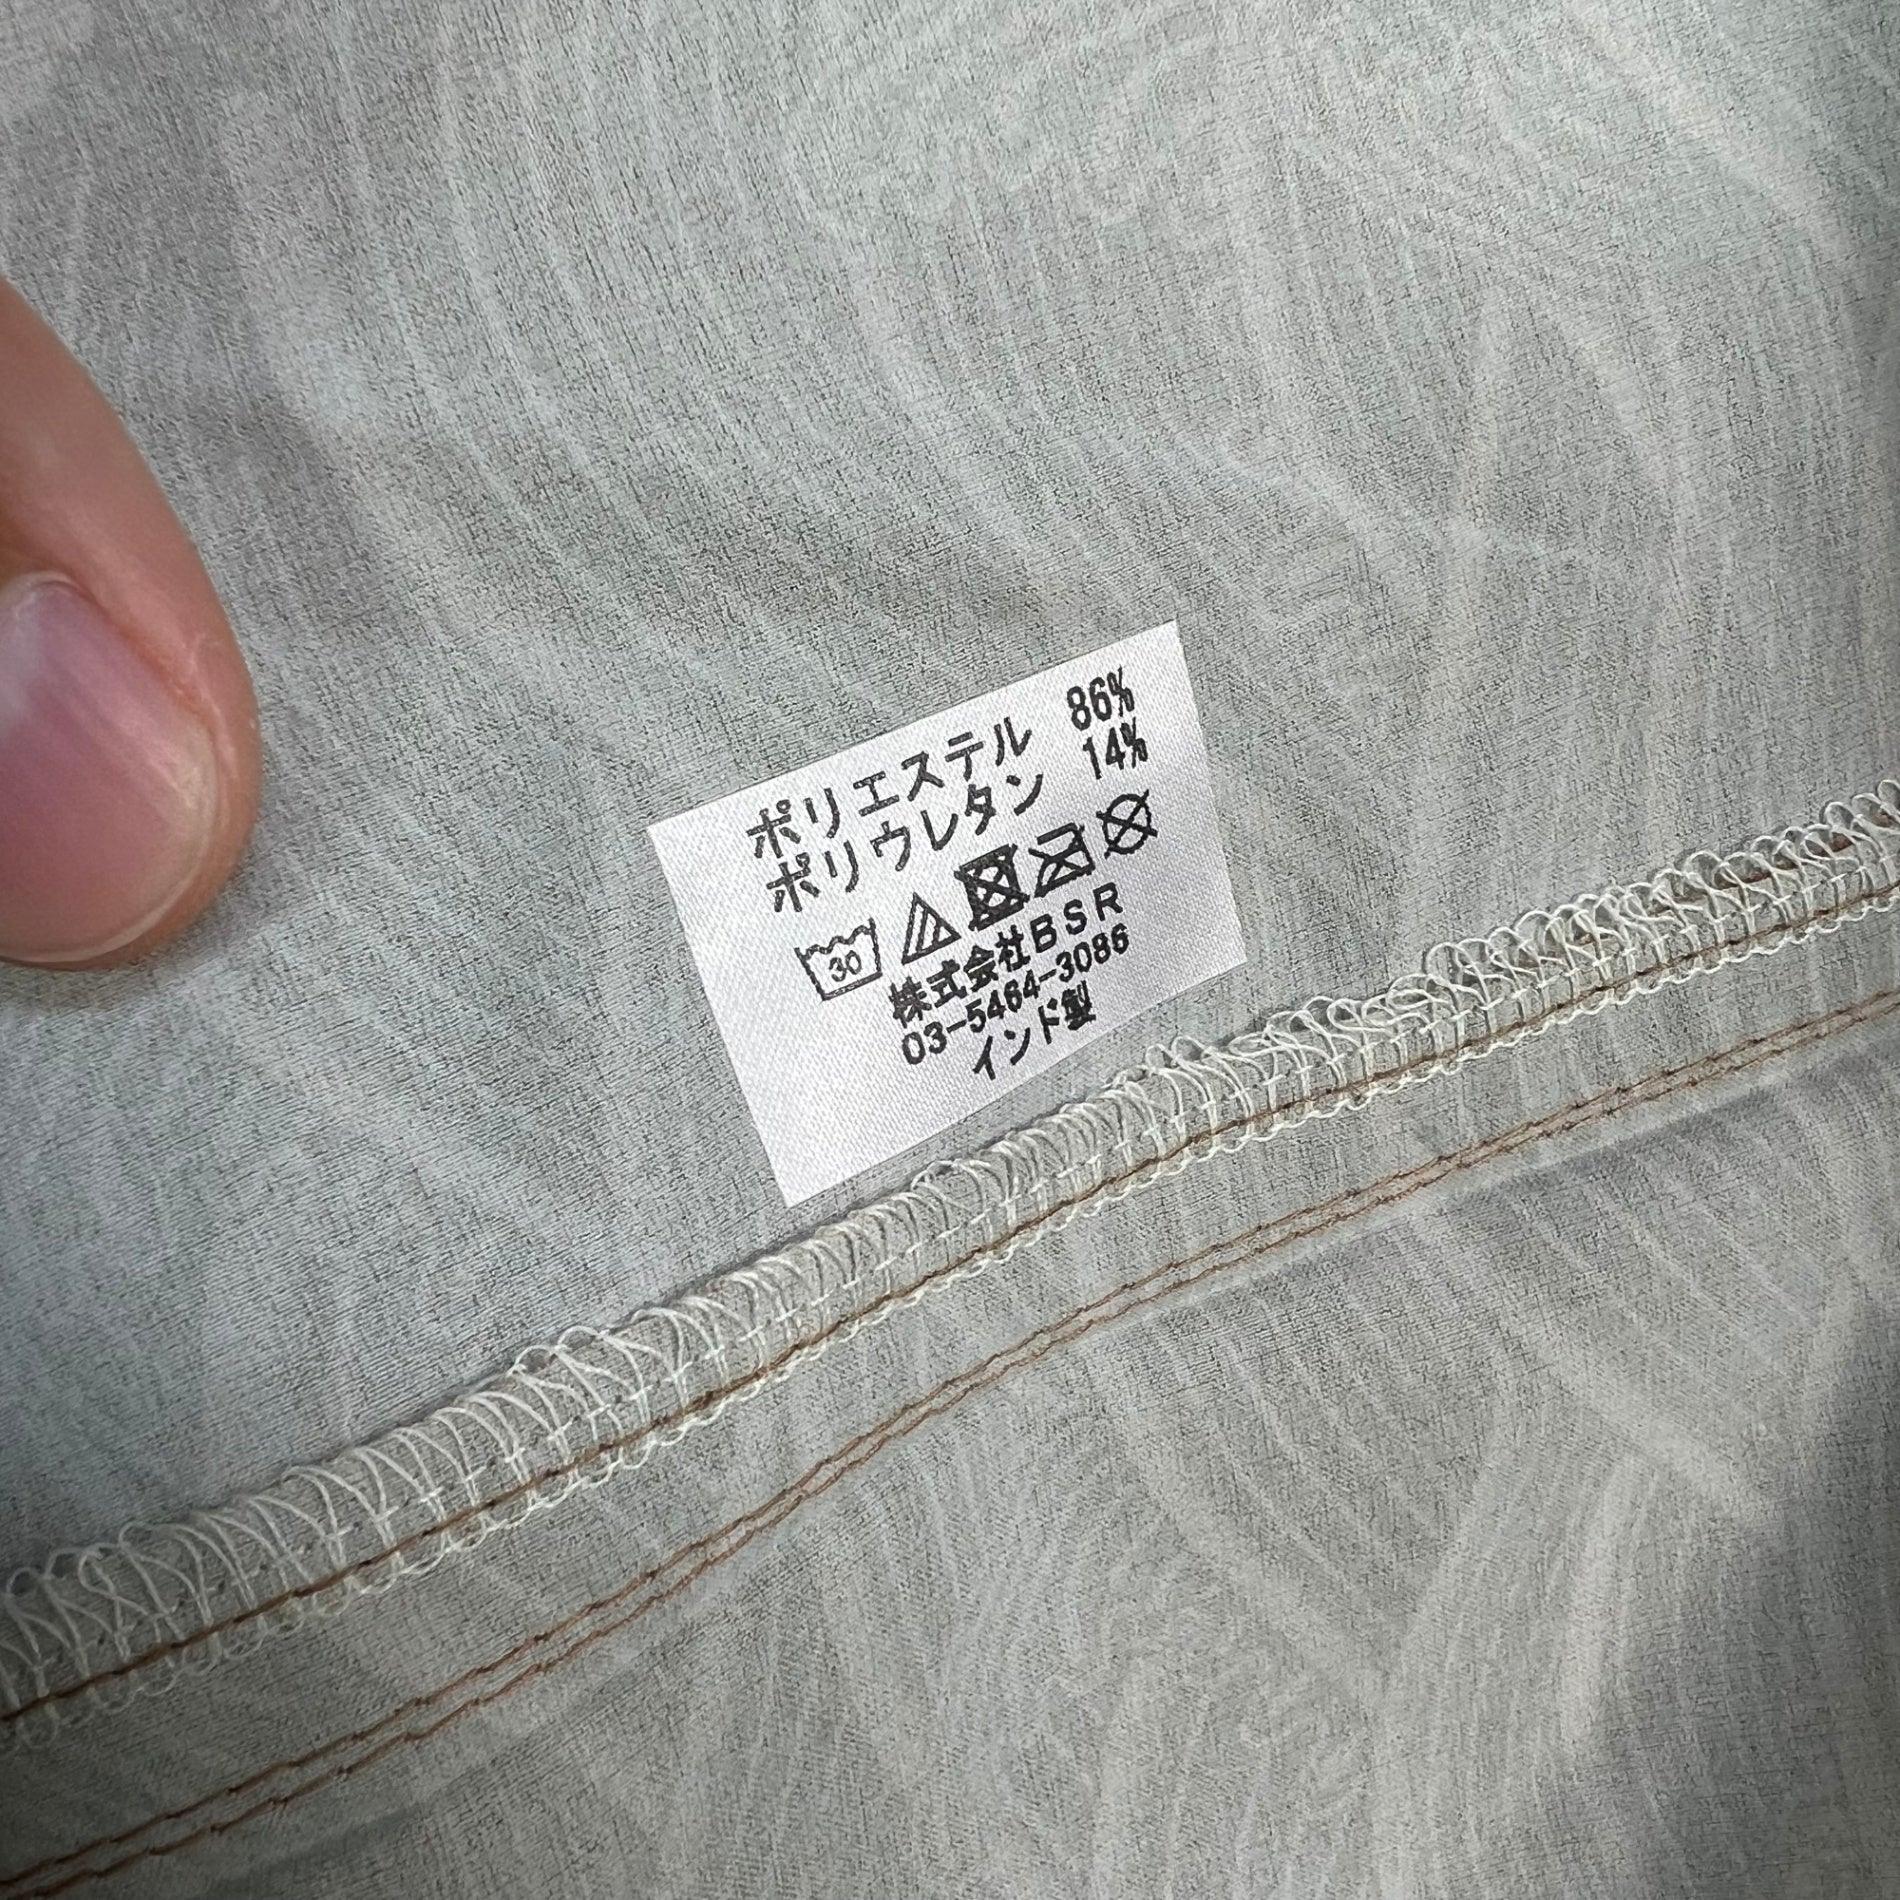 ポリエステル 86%
ポリウレタン 14%
30
株式会社BSR
03-5464-3086
インド製